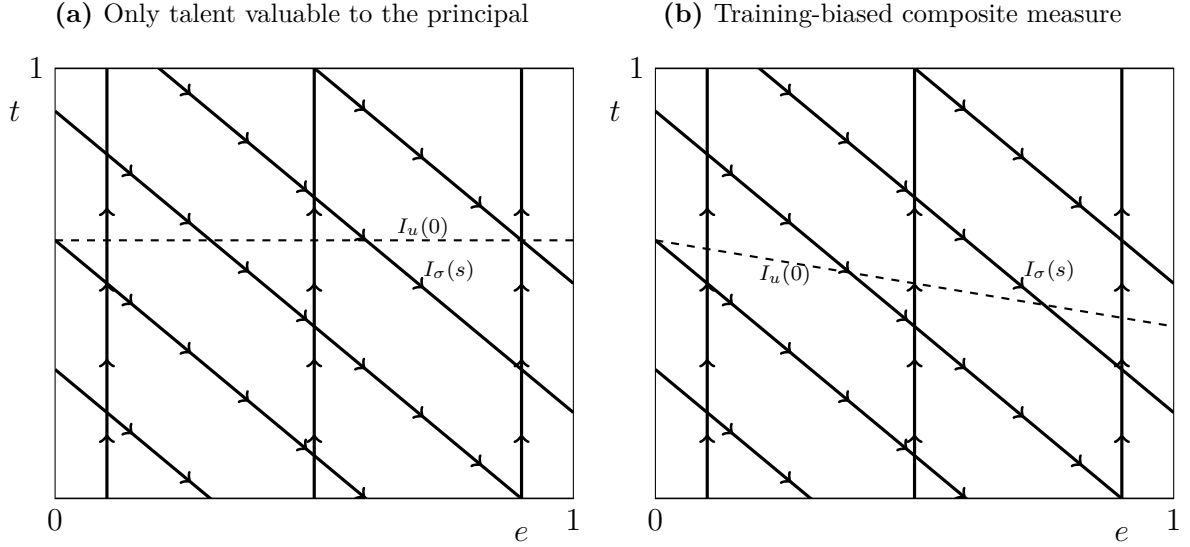 (a) Only talent valuable to the principal
1
t
I_u(0)
I_σ(s)
0
e
1
(b) Training-biased composite measure
1
t
I_u(0)
I_σ(s)
0
e
1